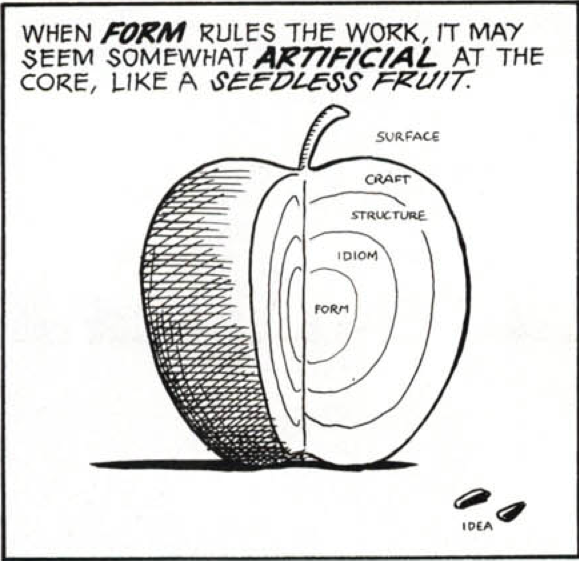 WHEN FORM RULES THE WORK, IT MAY
SEEM SOMEWHAT ARTIFICIAL AT THE
CORE, LIKE A SEEDLESS FRUIT.
SURFACE
CRAFT
STRUCTURE
IDIOM
FORM
IDEA